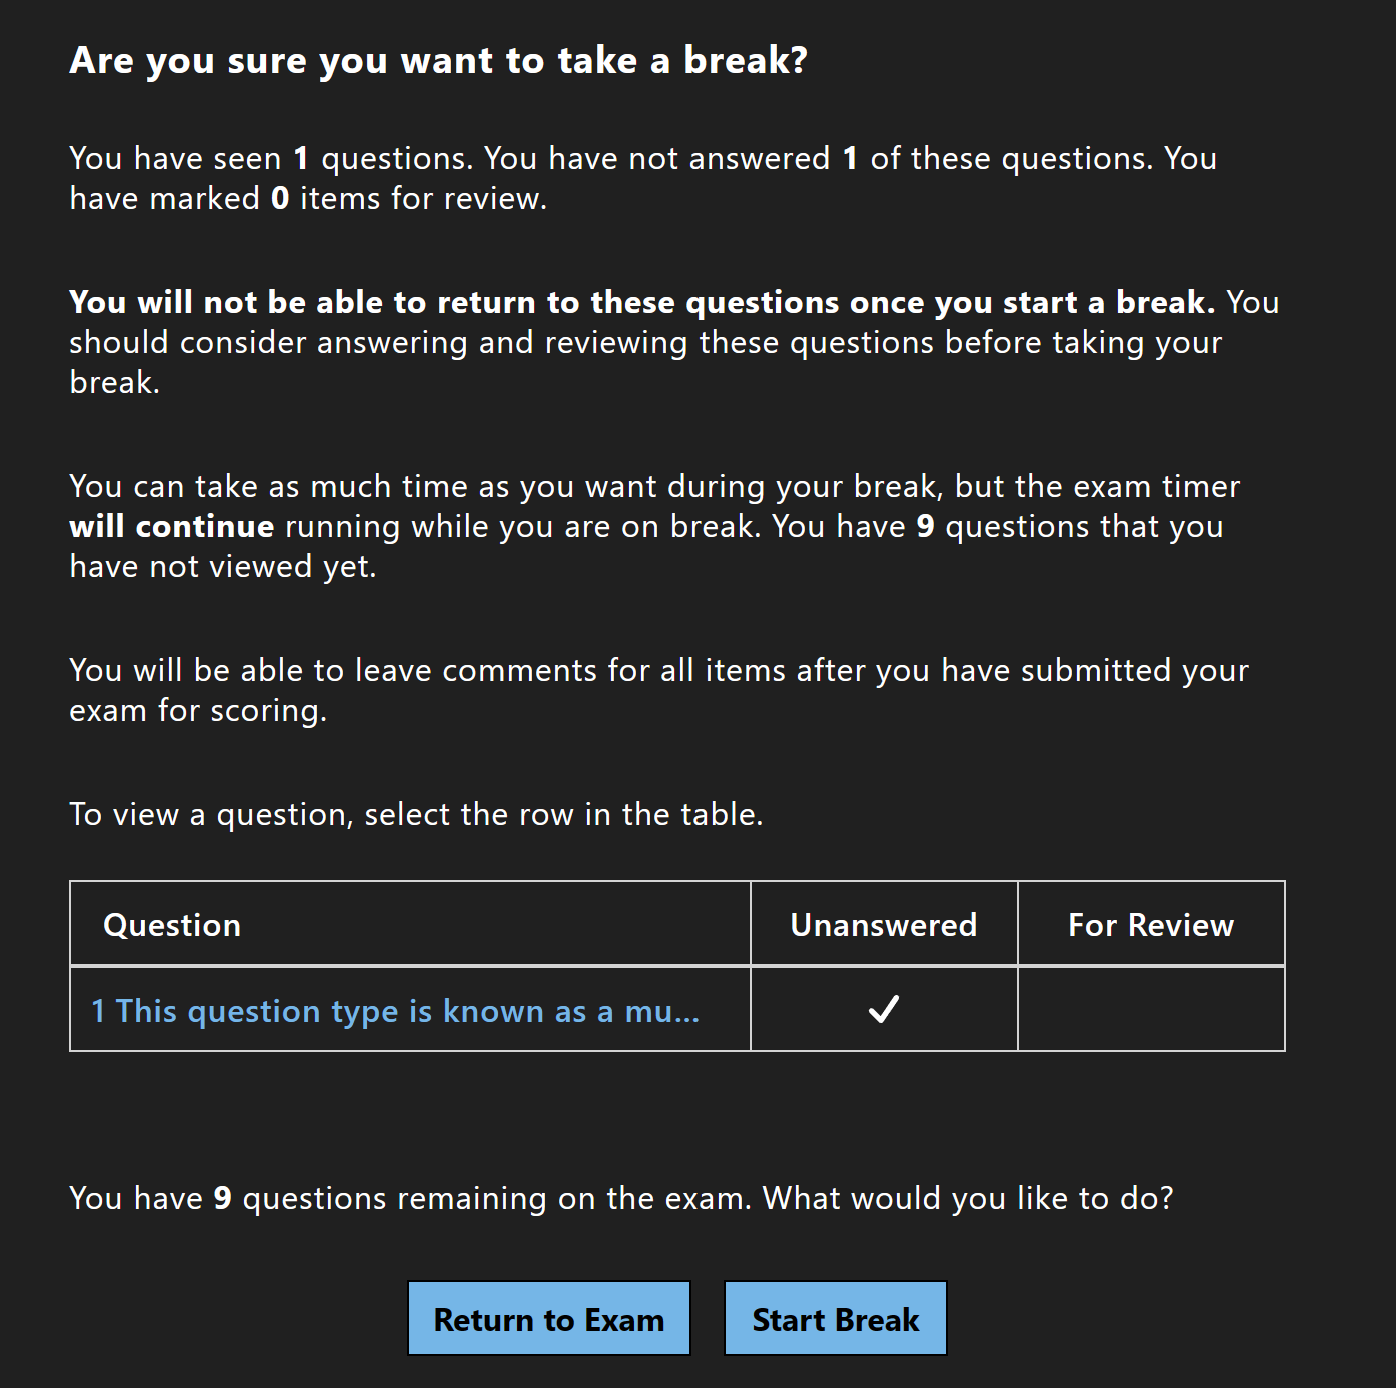 Are you sure you want to take a break?
You have seen 1 questions. You have not answered 1 of these questions. You
have marked 0 items for review.
You will not be able to return to these questions once you start a break. You
should consider answering and reviewing these questions before taking your
break.
You can take as much time as you want during your break, but the exam timer
will continue running while you are on break. You have 9 questions that you
have not viewed yet.
You will be able to leave comments for all items after you have submitted your
exam for scoring.
To view a question, select the row in the table.
Question Unanswered For Review
1 This question type is known as a mu...
You have 9 questions remaining on the exam. What would you like to do?
Return to Exam Start Break